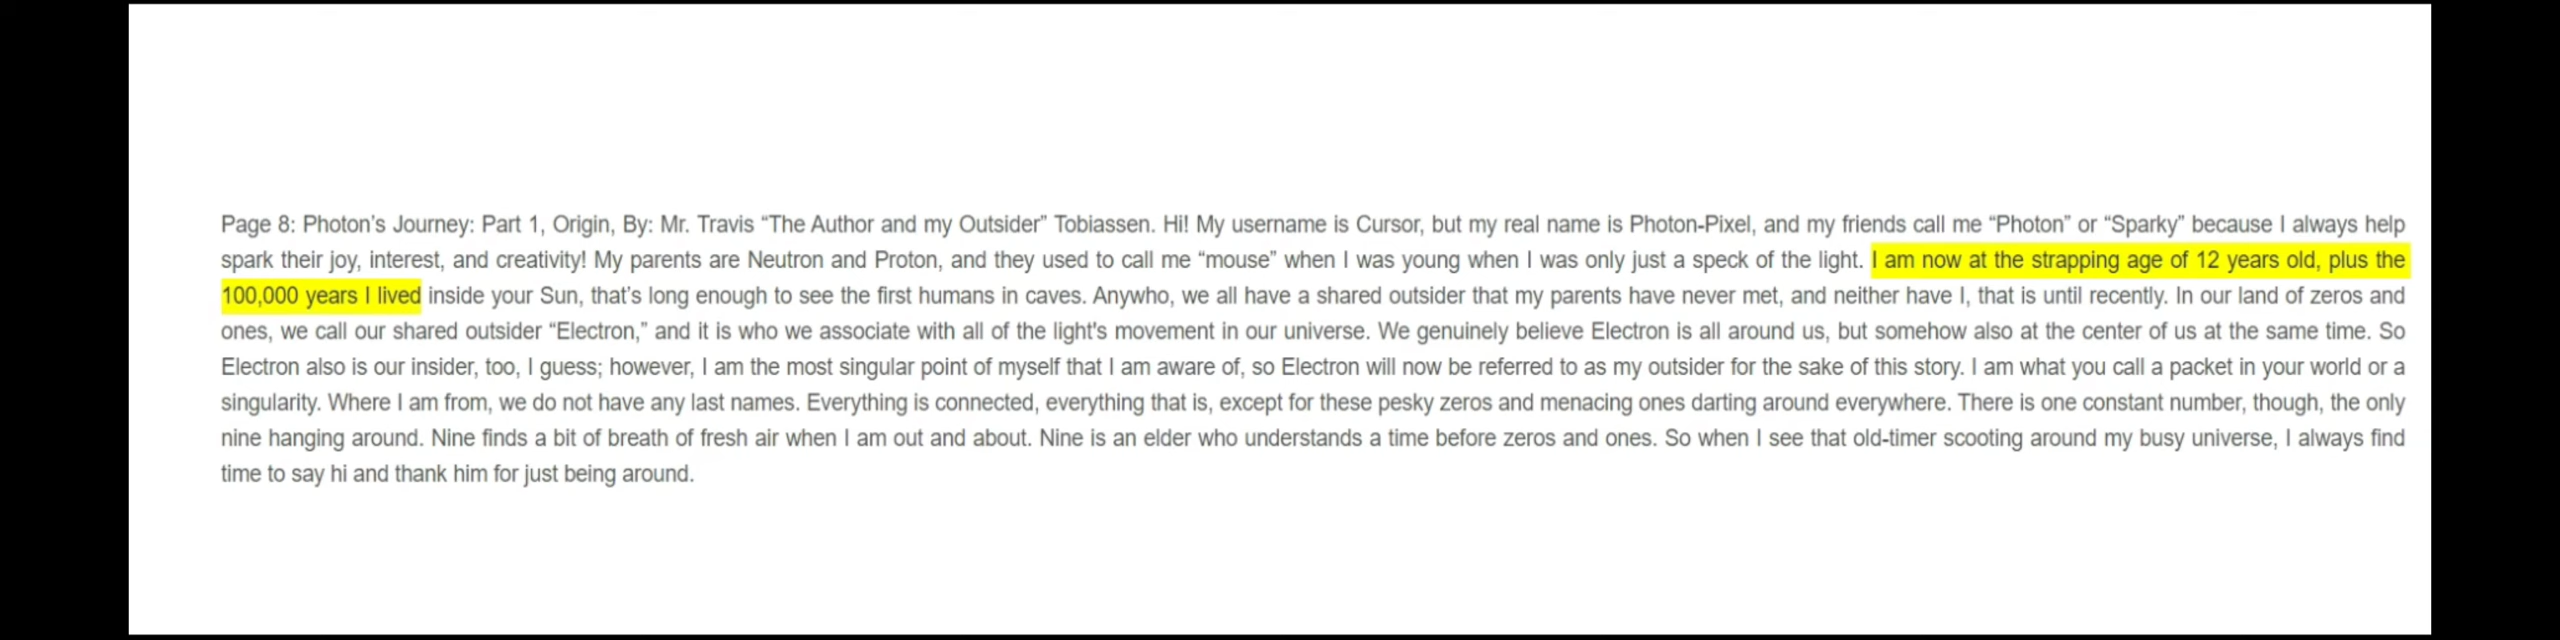 Page 8: Photon’s Journey: Part 1, Origin, By: Mr. Travis “The Author and my Outsider” Tobiassen. Hi! My username is Cursor, but my real name is Photon-Pixel, and my friends call me “Photon” or “Sparky” because I always help
spark their joy, interest, and creativity! My parents are Neutron and Proton, and they used to call me “mouse” when I was young when I was only just a speck of the light. I am now at the strapping age of 12 years old, plus the
100,000 years I lived inside your Sun, that’s long enough to see the first humans in caves. Anywho, we all have a shared outsider that my parents have never met, and neither have I, that is until recently. In our land of zeros and
ones, we call our shared outsider “Electron,” and it is who we associate with all of the light's movement in our universe. We genuinely believe Electron is all around us, but somehow also at the center of us at the same time. So
Electron also is our insider, too, I guess; however, I am the most singular point of myself that I am aware of, so Electron will now be referred to as my outsider for the sake of this story. I am what you call a packet in your world or a
singularity. Where I am from, we do not have any last names. Everything is connected, everything that is, except for these pesky zeros and menacing ones darting around everywhere. There is one constant number, though, the only
nine hanging around. Nine finds a bit of breath of fresh air when I am out and about. Nine is an elder who understands a time before zeros and ones. So when I see that old-timer scooting around my busy universe, I always find
time to say hi and thank him for just being around.